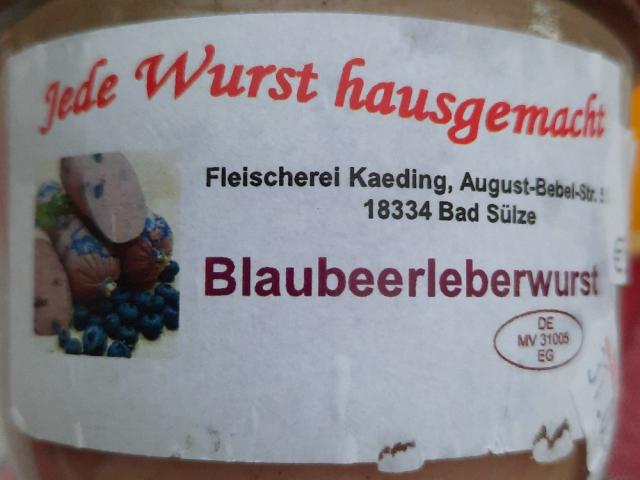 Jede Wurst hausgemacht
Fleischerei Kaeding, August-Bebel-Str.
18334 Bad Sülze
Blaubeerleberwurst
DE
MV 31005
EG